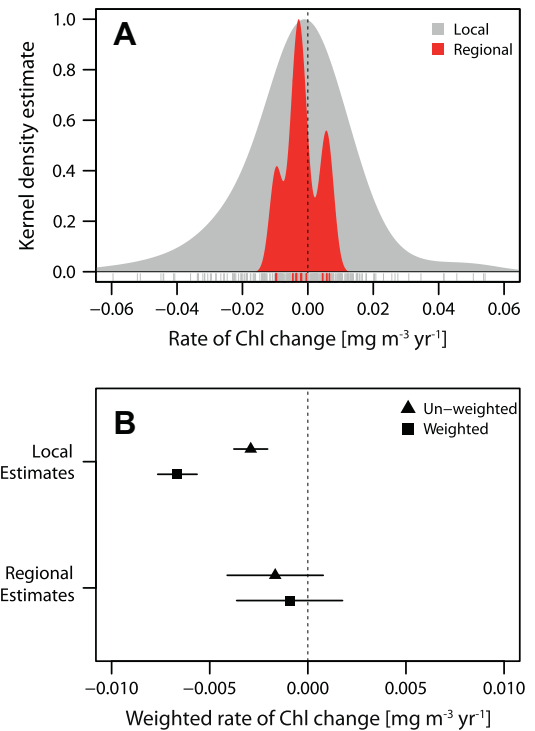 A
Local
Regional
Kernel density estimate
1.0
0.8
0.6
0.4
0.2
0.0
−0.06 −0.04 −0.02 0.00 0.02 0.04 0.06
Rate of Chl change [mg m⁻³ yr⁻¹]
B
Un−weighted
Weighted
Local
Estimates
Regional
Estimates
−0.010 −0.005 0.000 0.005 0.010
Weighted rate of Chl change [mg m⁻³ yr⁻¹]